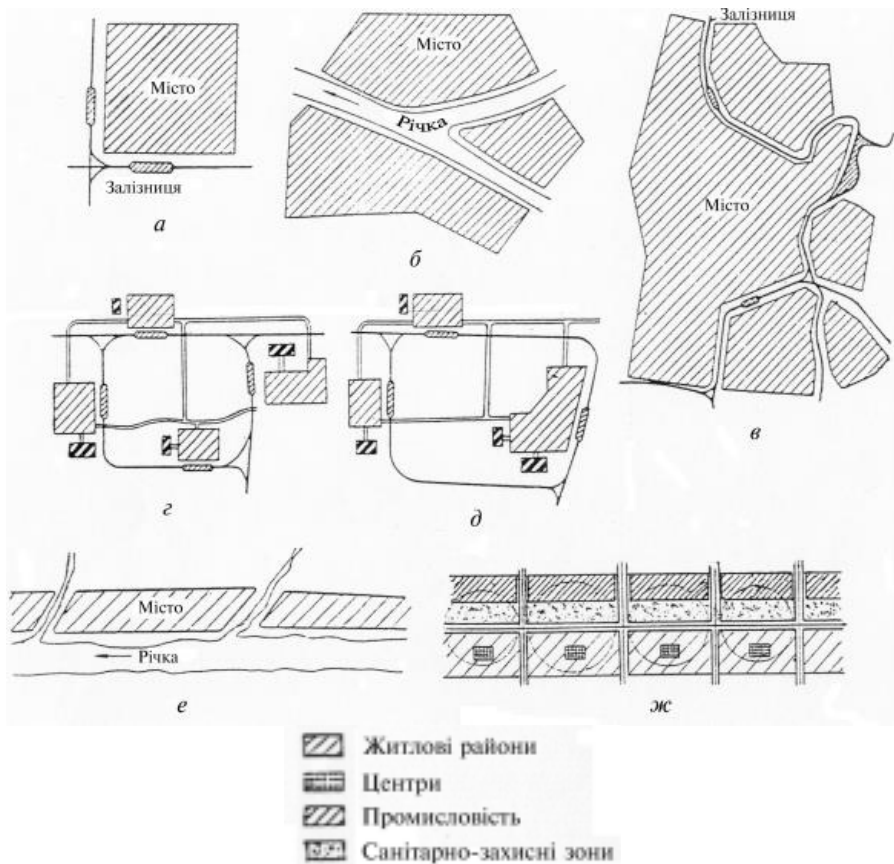 Залізниця
Місто
Місто
Річка
Залізниця
а
б
Місто
в
г
д
Місто
Річка
е
ж
Житлові райони
Центри
Промисловість
Санітарно-захисні зони